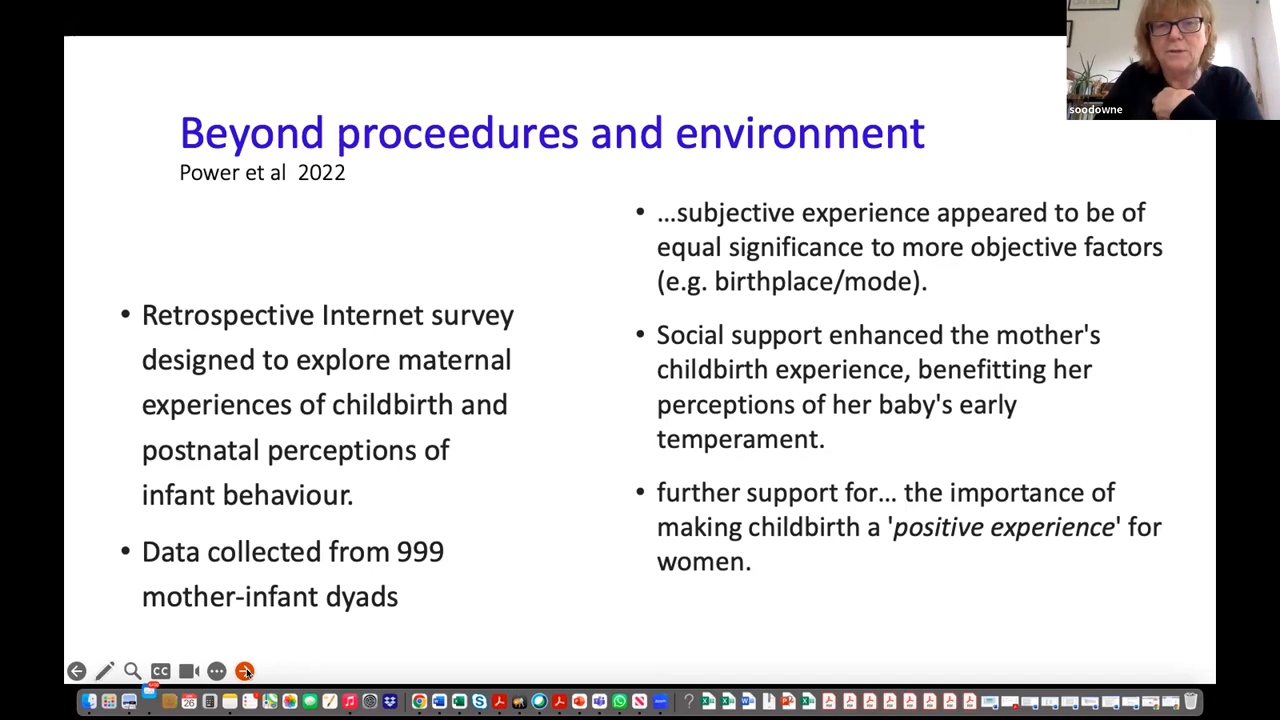 soodowne
Beyond proceedures and environment
Power et al 2022
• Retrospective Internet survey
designed to explore maternal
experiences of childbirth and
postnatal perceptions of
infant behaviour.
• Data collected from 999
mother-infant dyads
• …subjective experience appeared to be of
equal significance to more objective factors
(e.g. birthplace/mode).
• Social support enhanced the mother's
childbirth experience, benefitting her
perceptions of her baby's early
temperament.
• further support for… the importance of
making childbirth a 'positive experience' for
women.
CC
26